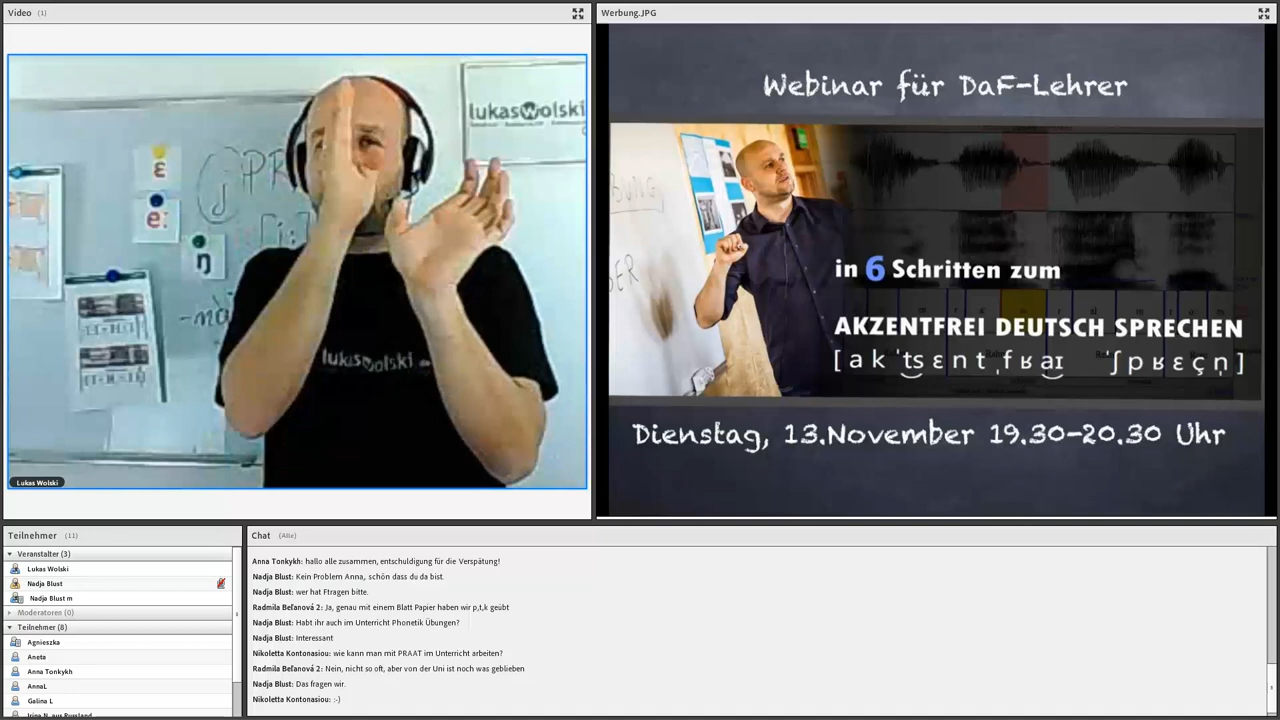 Video (1)
lukaswolski
ε
e:
ŋ
PR
[i:]
lukaswolski
Lukas Wolski
Werbung.JPG
Webinar für DaF-Lehrer
in 6 Schritten zum
AKZENTFREI DEUTSCH SPRECHEN
[akˈt͜sɛntˌfʁa͜ɪ ˈʃpʁɛçn̩]
Dienstag, 13.November 19.30-20.30 Uhr
Teilnehmer (11)
Veranstalter (3)
Lukas Wolski
Nadja Blust
Nadja Blust m
Moderatoren (0)
Teilnehmer (8)
Agnieszka
Aneta
Anna Tonkykh
AnnaL
Galina L
Irina N. aus Russland
Chat (Alle)
Anna Tonkykh: hallo alle zusammen, entschuldigung für die Verspätung!
Nadja Blust: Kein Problem Anna, schön dass du da bist.
Nadja Blust: wer hat Ftragen bitte.
Radmila Beľanová 2: Ja, genau mit einem Blatt Papier haben wir p,t,k geübt
Nadja Blust: Habt ihr auch im Unterricht Phonetik Übungen?
Nadja Blust: Interessant
Nikoletta Kontonasiou: wie kann man mit PRAAT im Unterricht arbeiten?
Radmila Beľanová 2: Nein, nicht so oft, aber von der Uni ist noch was geblieben
Nadja Blust: Das fragen wir.
Nikoletta Kontonasiou: :-)